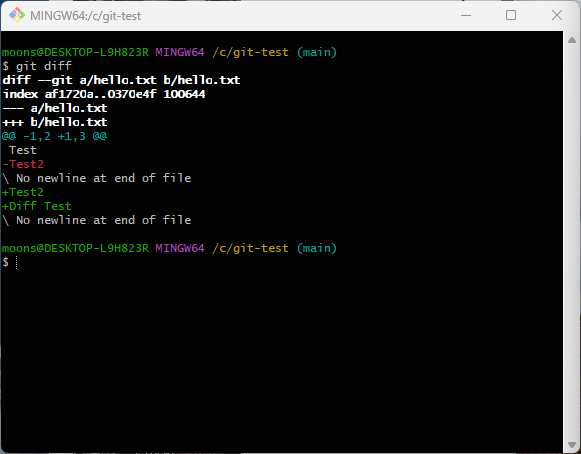 MINGW64:/c/git-test
moons@DESKTOP-L9H823R MINGW64 /c/git-test (main)
$ git diff
diff --git a/hello.txt b/hello.txt
index af1720a..0370e4f 100644
--- a/hello.txt
+++ b/hello.txt
@@ -1,2 +1,3 @@
 Test
-Test2
\ No newline at end of file
+Test2
+Diff Test
\ No newline at end of file
moons@DESKTOP-L9H823R MINGW64 /c/git-test (main)
$